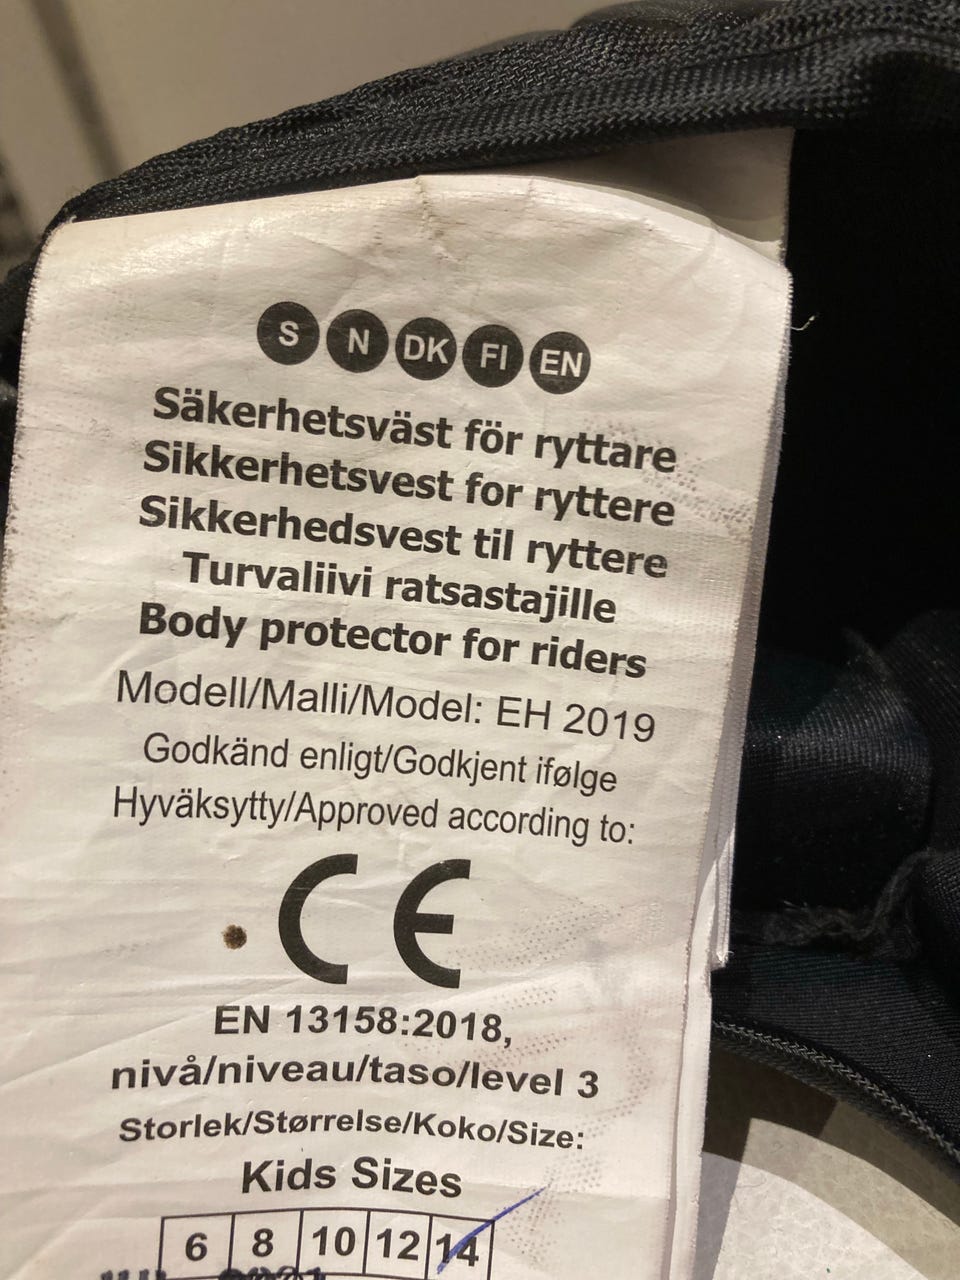 S N DK FI EN
Säkerhetsväst för ryttare
Sikkerhetsvest for ryttere
Sikkerhedsvest til ryttere
Turvaliivi ratsastajille
Body protector for riders
Modell/Malli/Model: EH 2019
Godkänd enligt/Godkjent ifølge
Hyväksytty/Approved according to:
CE
EN 13158:2018,
nivå/niveau/taso/level 3
Storlek/Størrelse/Koko/Size:
Kids Sizes
6 8 10 12 14